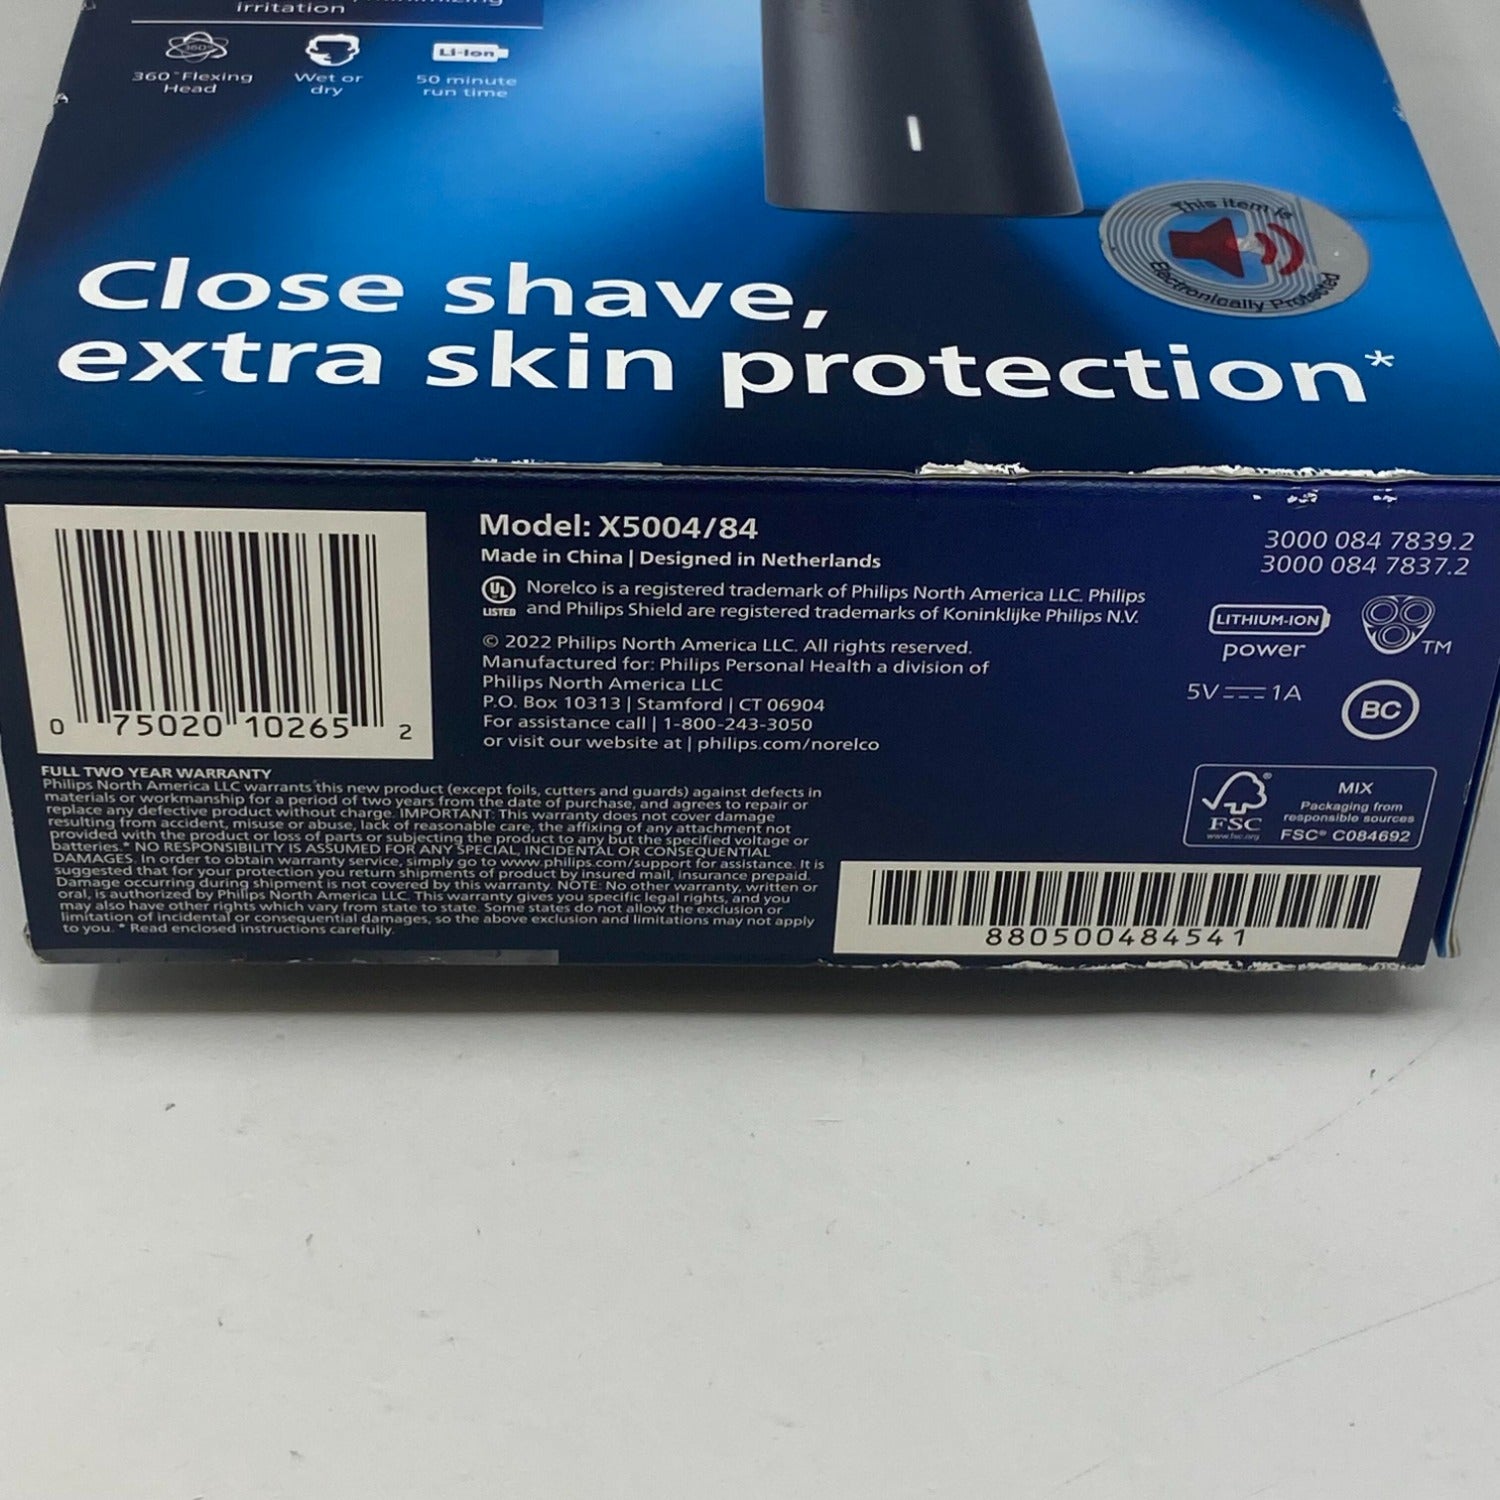 irritation
360
360° Flexing
Head
Wet or
dry
Li-Ion
50 minute
run time
This item is
Electronically Protected
Close shave,
extra skin protection*
0 75020 10265 2
Model: X5004/84
Made in China | Designed in Netherlands
UL
LISTED
Norelco is a registered trademark of Philips North America LLC. Philips
and Philips Shield are registered trademarks of Koninklijke Philips N.V.
© 2022 Philips North America LLC. All rights reserved.
Manufactured for: Philips Personal Health a division of
Philips North America LLC
P.O. Box 10313 | Stamford | CT 06904
For assistance call | 1-800-243-3050
or visit our website at | philips.com/norelco
3000 084 7839.2
3000 084 7837.2
LITHIUM-ION
power
TM
5V 1A
BC
FSC®
www.fsc.org
MIX
Packaging from
responsible sources
FSC® C084692
FULL TWO YEAR WARRANTY
Philips North America LLC warrants this new product (except foils, cutters and guards) against defects in
materials or workmanship for a period of two years from the date of purchase, and agrees to repair or
replace any defective product without charge. IMPORTANT: This warranty does not cover damage
resulting from accident, misuse or abuse, lack of reasonable care, the affixing of any attachment not
provided with the product or loss of parts or subjecting the product to any but the specified voltage or
batteries.* NO RESPONSIBILITY IS ASSUMED FOR ANY SPECIAL, INCIDENTAL OR CONSEQUENTIAL
DAMAGES. In order to obtain warranty service, simply go to www.philips.com/support for assistance. It is
suggested that for your protection you return shipments of product by insured mail, insurance prepaid.
Damage occurring during shipment is not covered by this warranty. NOTE: No other warranty, written or
oral, is authorized by Philips North America LLC. This warranty gives you specific legal rights, and you
may also have other rights which vary from state to state. Some states do not allow the exclusion or
limitation of incidental or consequential damages, so the above exclusion and limitations may not apply
to you. * Read enclosed instructions carefully.
880500484541